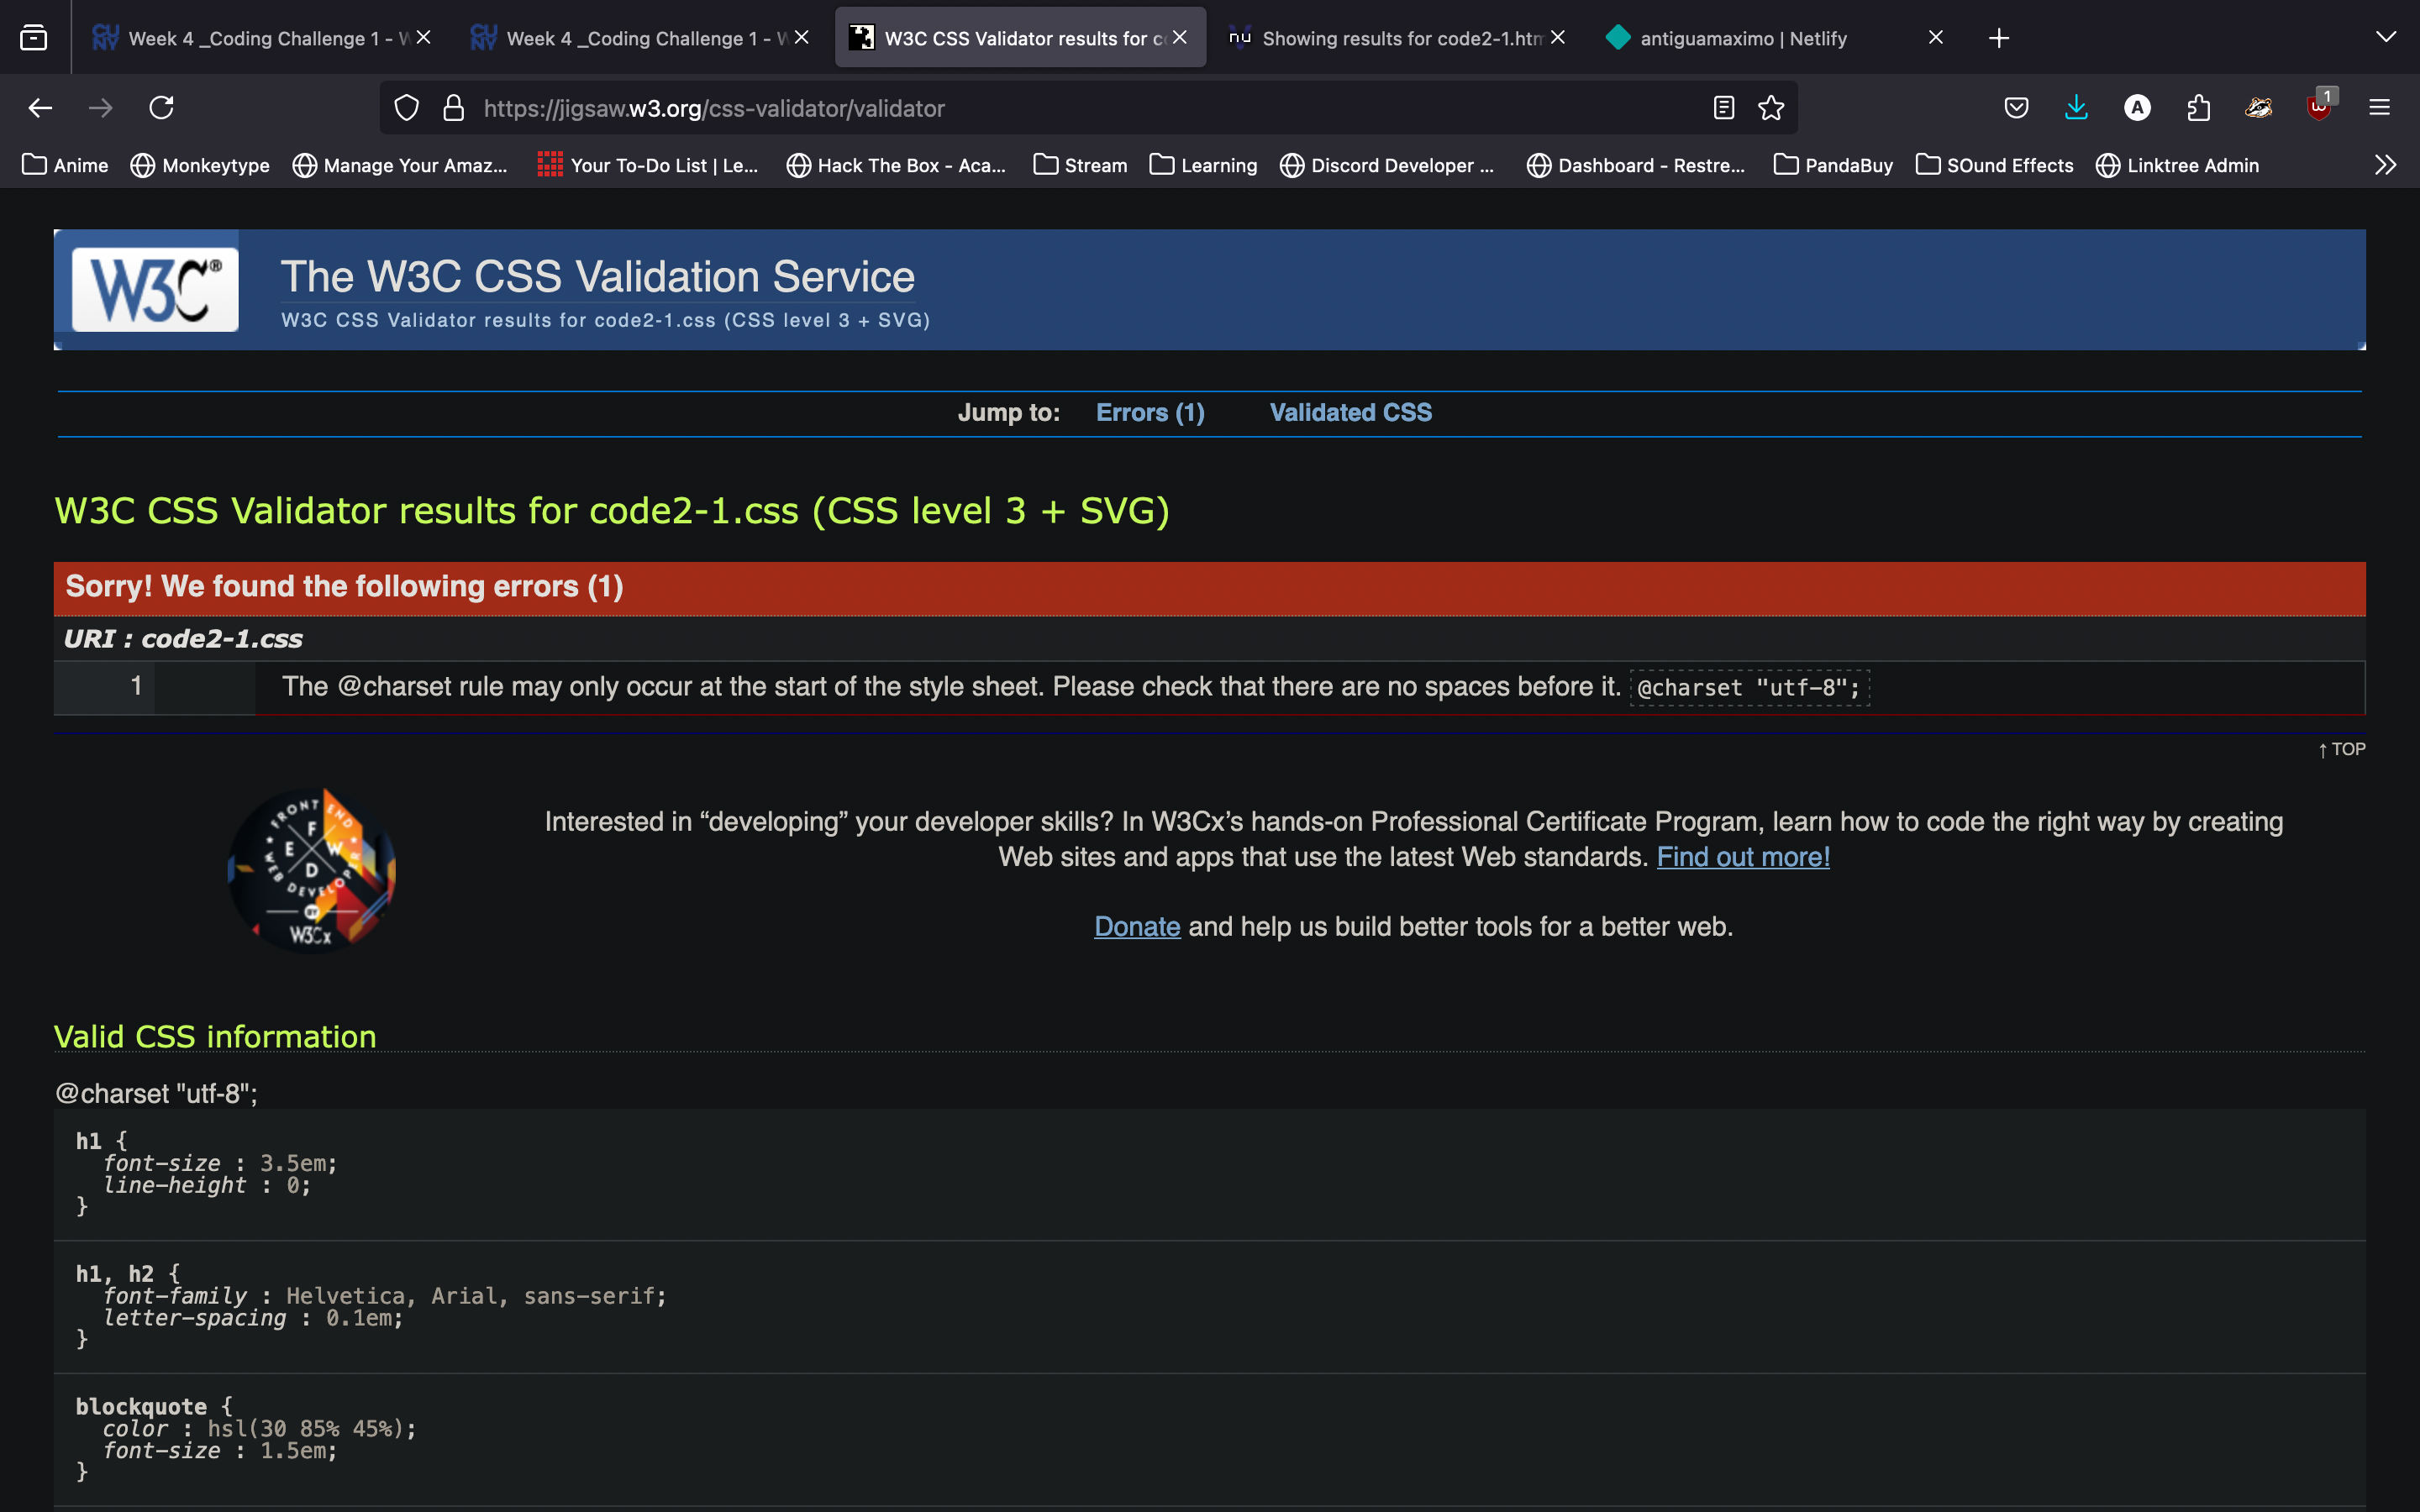 Week 4 _Coding Challenge 1 - W
Week 4 _Coding Challenge 1 - W
W3C CSS Validator results for co
Showing results for code2-1.htm
antiguamaximo | Netlify
https://jigsaw.w3.org/css-validator/validator
A
1
Anime
Monkeytype
Manage Your Amaz...
Your To-Do List | Le...
Hack The Box - Aca...
Stream
Learning
Discord Developer ...
Dashboard - Restre...
PandaBuy
SOund Effects
Linktree Admin
W3C®
The W3C CSS Validation Service
W3C CSS Validator results for code2-1.css (CSS level 3 + SVG)
Jump to: Errors (1) Validated CSS
W3C CSS Validator results for code2-1.css (CSS level 3 + SVG)
Sorry! We found the following errors (1)
URI : code2-1.css
1 The @charset rule may only occur at the start of the style sheet. Please check that there are no spaces before it. @charset "utf-8";
↑ TOP
FRONT END
WEB DEVELOPER
F E W D
BY
W3Cx
Interested in “developing” your developer skills? In W3Cx’s hands-on Professional Certificate Program, learn how to code the right way by creating
Web sites and apps that use the latest Web standards. Find out more!
Donate and help us build better tools for a better web.
Valid CSS information
@charset "utf-8";
h1 {
font-size : 3.5em;
line-height : 0;
}
h1, h2 {
font-family : Helvetica, Arial, sans-serif;
letter-spacing : 0.1em;
}
blockquote {
color : hsl(30 85% 45%);
font-size : 1.5em;
}